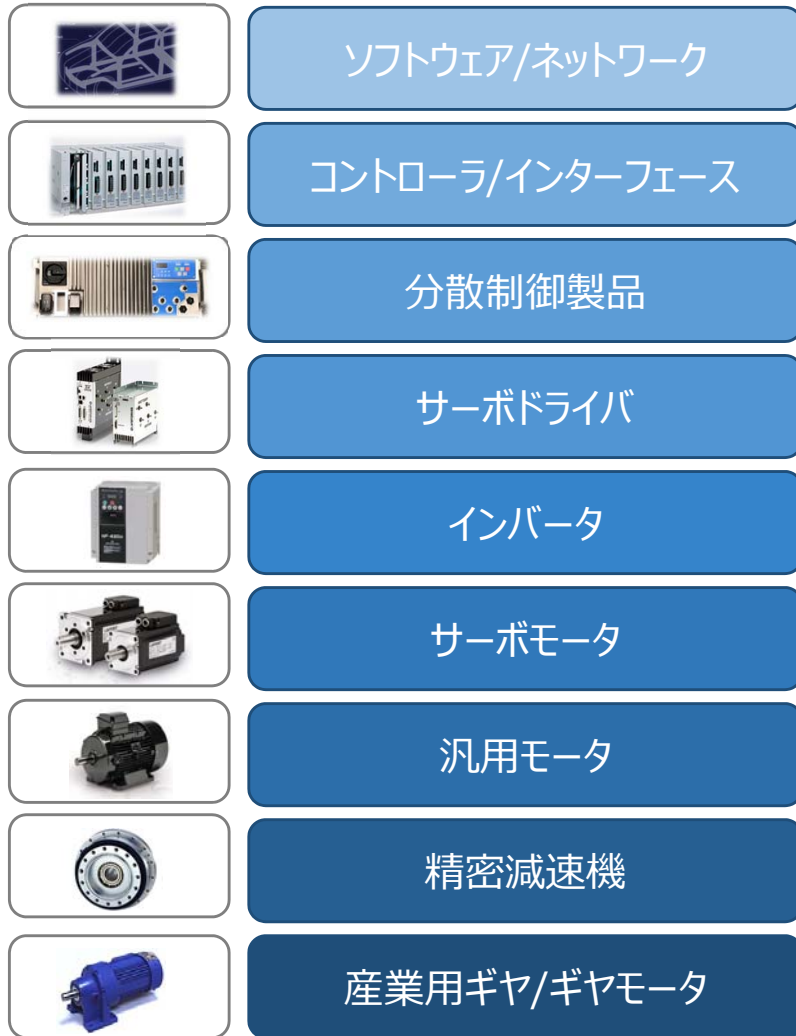 ソフトウェア/ネットワーク
コントローラ/インターフェース
分散制御製品
サーボドライバ
インバータ
サーボモータ
汎用モータ
精密減速機
産業用ギヤ/ギヤモータ